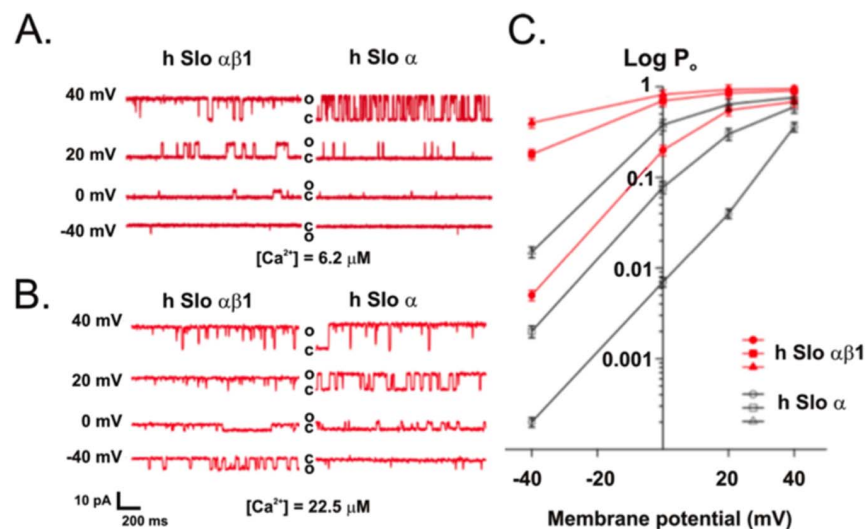 A.
h Slo αβ1 h Slo α
40 mV O C
20 mV O C
0 mV O C
-40 mV C O
[Ca²⁺] = 6.2 μM
B.
h Slo αβ1 h Slo α
40 mV O C
20 mV O C
0 mV O C
-40 mV C O
10 pA
200 ms
[Ca²⁺] = 22.5 μM
C.
Log Pₒ
1
0.1
0.01
0.001
h Slo αβ1
h Slo α
-40 -20 0 20 40
Membrane potential (mV)